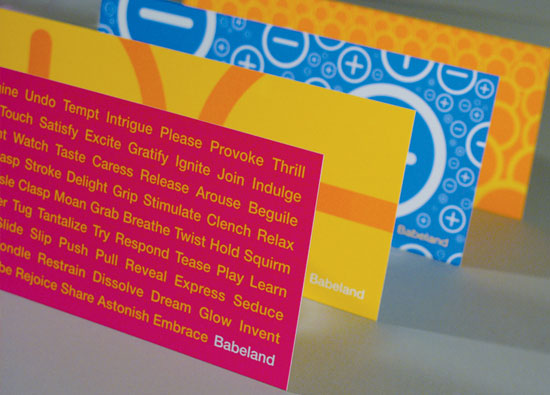 Undo Tempt Intrigue Please Provoke Thrill
Touch Satisfy Excite Gratify Ignite Join Indulge
Watch Taste Caress Release Arouse Beguile
Stroke Delight Grip Stimulate Clench Relax
Clasp Moan Grab Breathe Twist Hold Squirm
Tug Tantalize Try Respond Tease Play Learn
Slide Slip Push Pull Reveal Express Seduce
Restrain Dissolve Dream Glow Invent
Rejoice Share Astonish Embrace Babeland
Babeland
Babeland